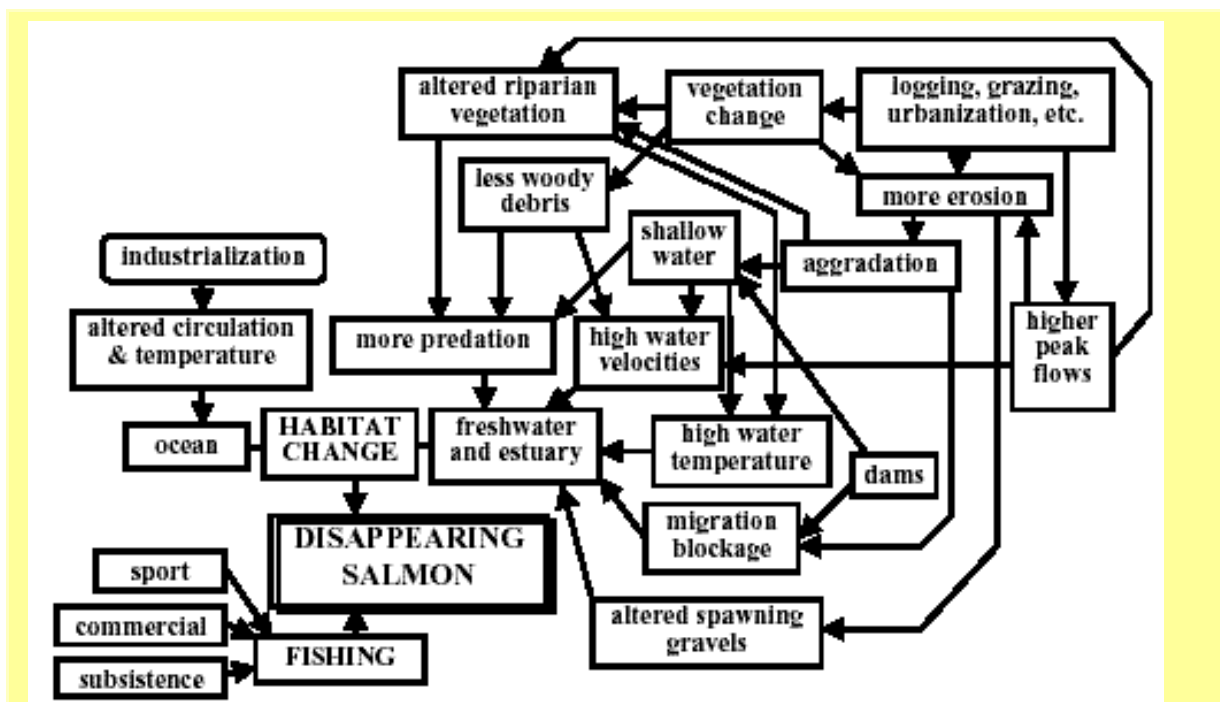 altered riparian
vegetation
vegetation
change
logging, grazing,
urbanization, etc.
less woody
debris
more erosion
shallow
water
industrialization
aggradation
altered circulation
& temperature
more predation
high water
velocities
higher
peak
flows
ocean
HABITAT
CHANGE
freshwater
and estuary
high water
temperature
dams
migration
blockage
DISAPPEARING
SALMON
sport
commercial
subsistence
FISHING
altered spawning
gravels